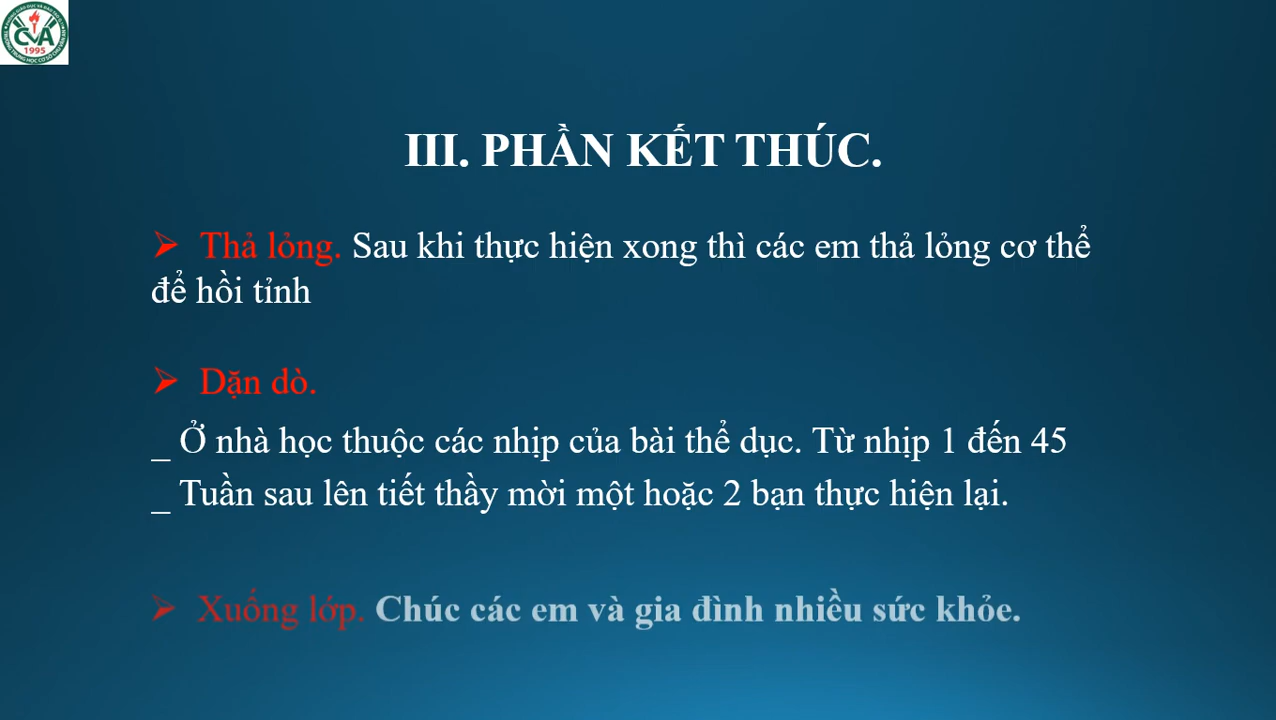 CVA
1995
III. PHẦN KẾT THÚC.
➢ Thả lỏng. Sau khi thực hiện xong thì các em thả lỏng cơ thể
để hồi tỉnh
➢ Dặn dò.
_ Ở nhà học thuộc các nhịp của bài thể dục. Từ nhịp 1 đến 45
_ Tuần sau lên tiết thầy mời một hoặc 2 bạn thực hiện lại.
➢ Xuống lớp. Chúc các em và gia đình nhiều sức khỏe.